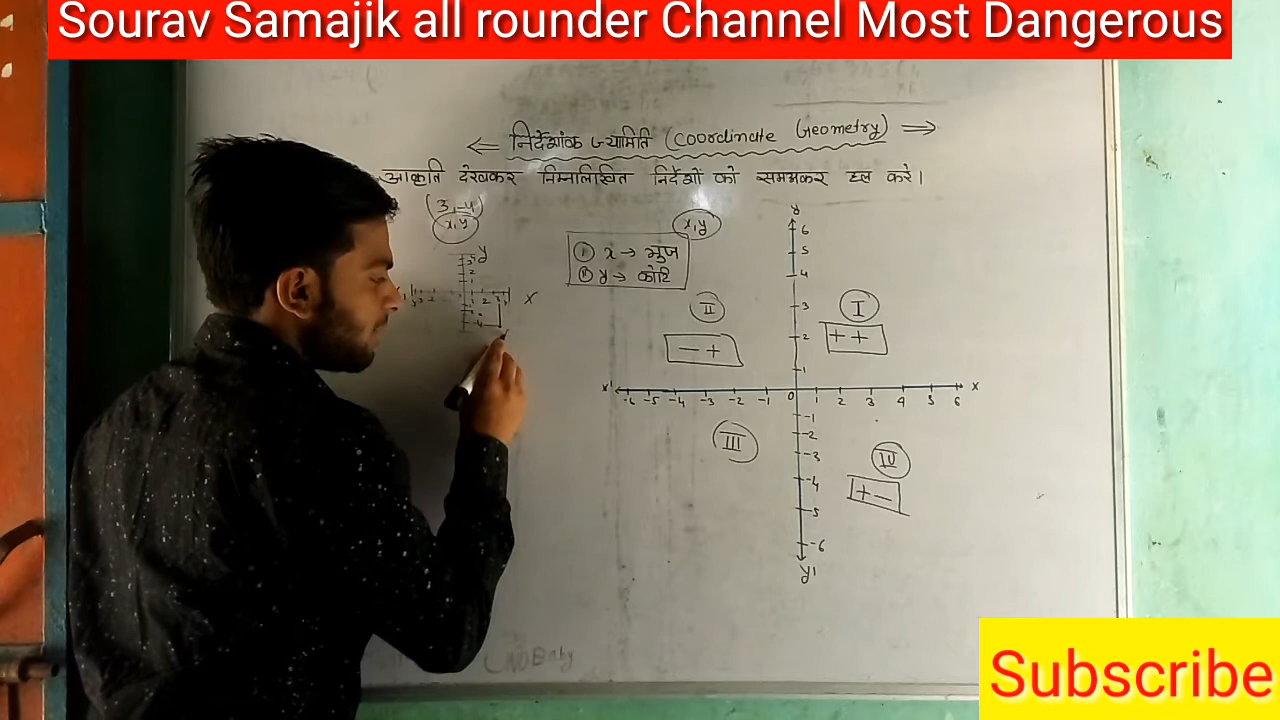 Sourav Samajik all rounder Channel Most Dangerous
⇐ निर्देशांक ज्यामिति (Coordinate Geometry) ⇒
आकृति देखकर निम्नलिखित निर्देशों को समझकर हल करे।
(3, -4)
x, y
x, y
(i) x → भुज
(ii) y → कोटि
y
6
5
4
3
2
1
II
I
- +
+ +
x' -6 -5 -4 -3 -2 -1 0 1 2 3 4 5 6 x
-1
-2
-3
-4
-5
-6
y'
III
IV
+ -
y
x
Subscribe